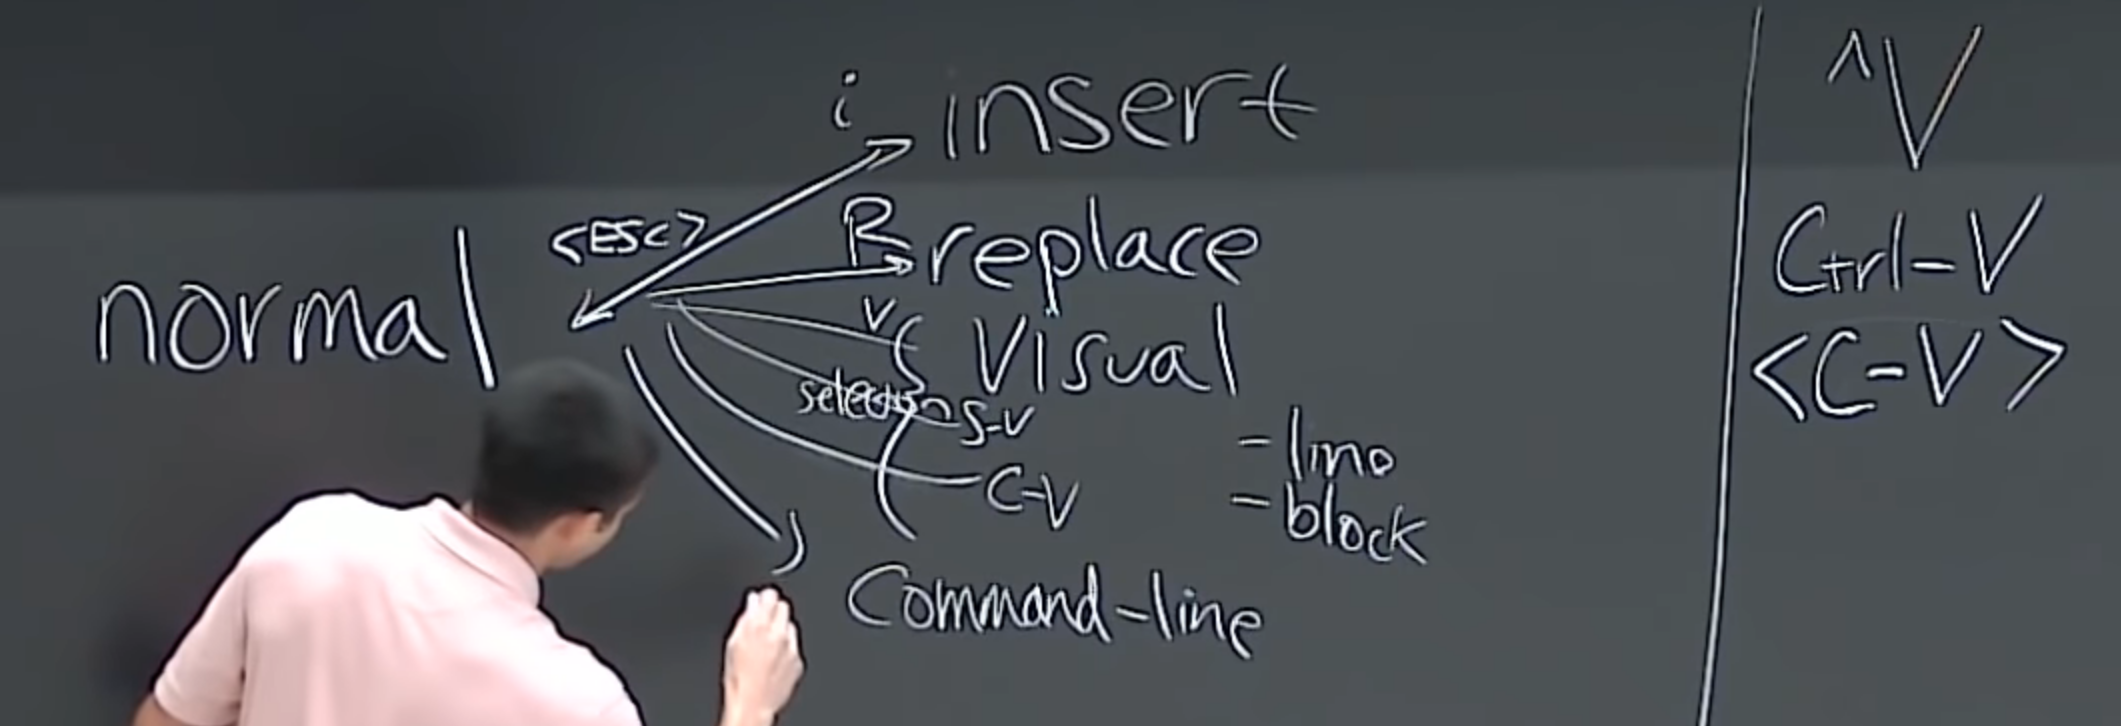 i insert
<ESC>
R replace
normal
v Visual
selection S-V
- line
C-V
- block
Command-line
^V
Ctrl-V
<C-V>